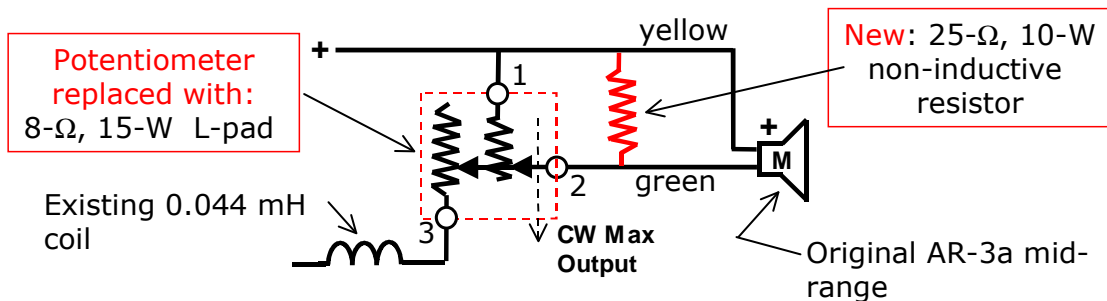 Potentiometer
replaced with:
8-Ω, 15-W L-pad
+
yellow
New: 25-Ω, 10-W
non-inductive
resistor
1
+
M
2
green
3
Existing 0.044 mH
coil
CW Max
Output
Original AR-3a mid-
range